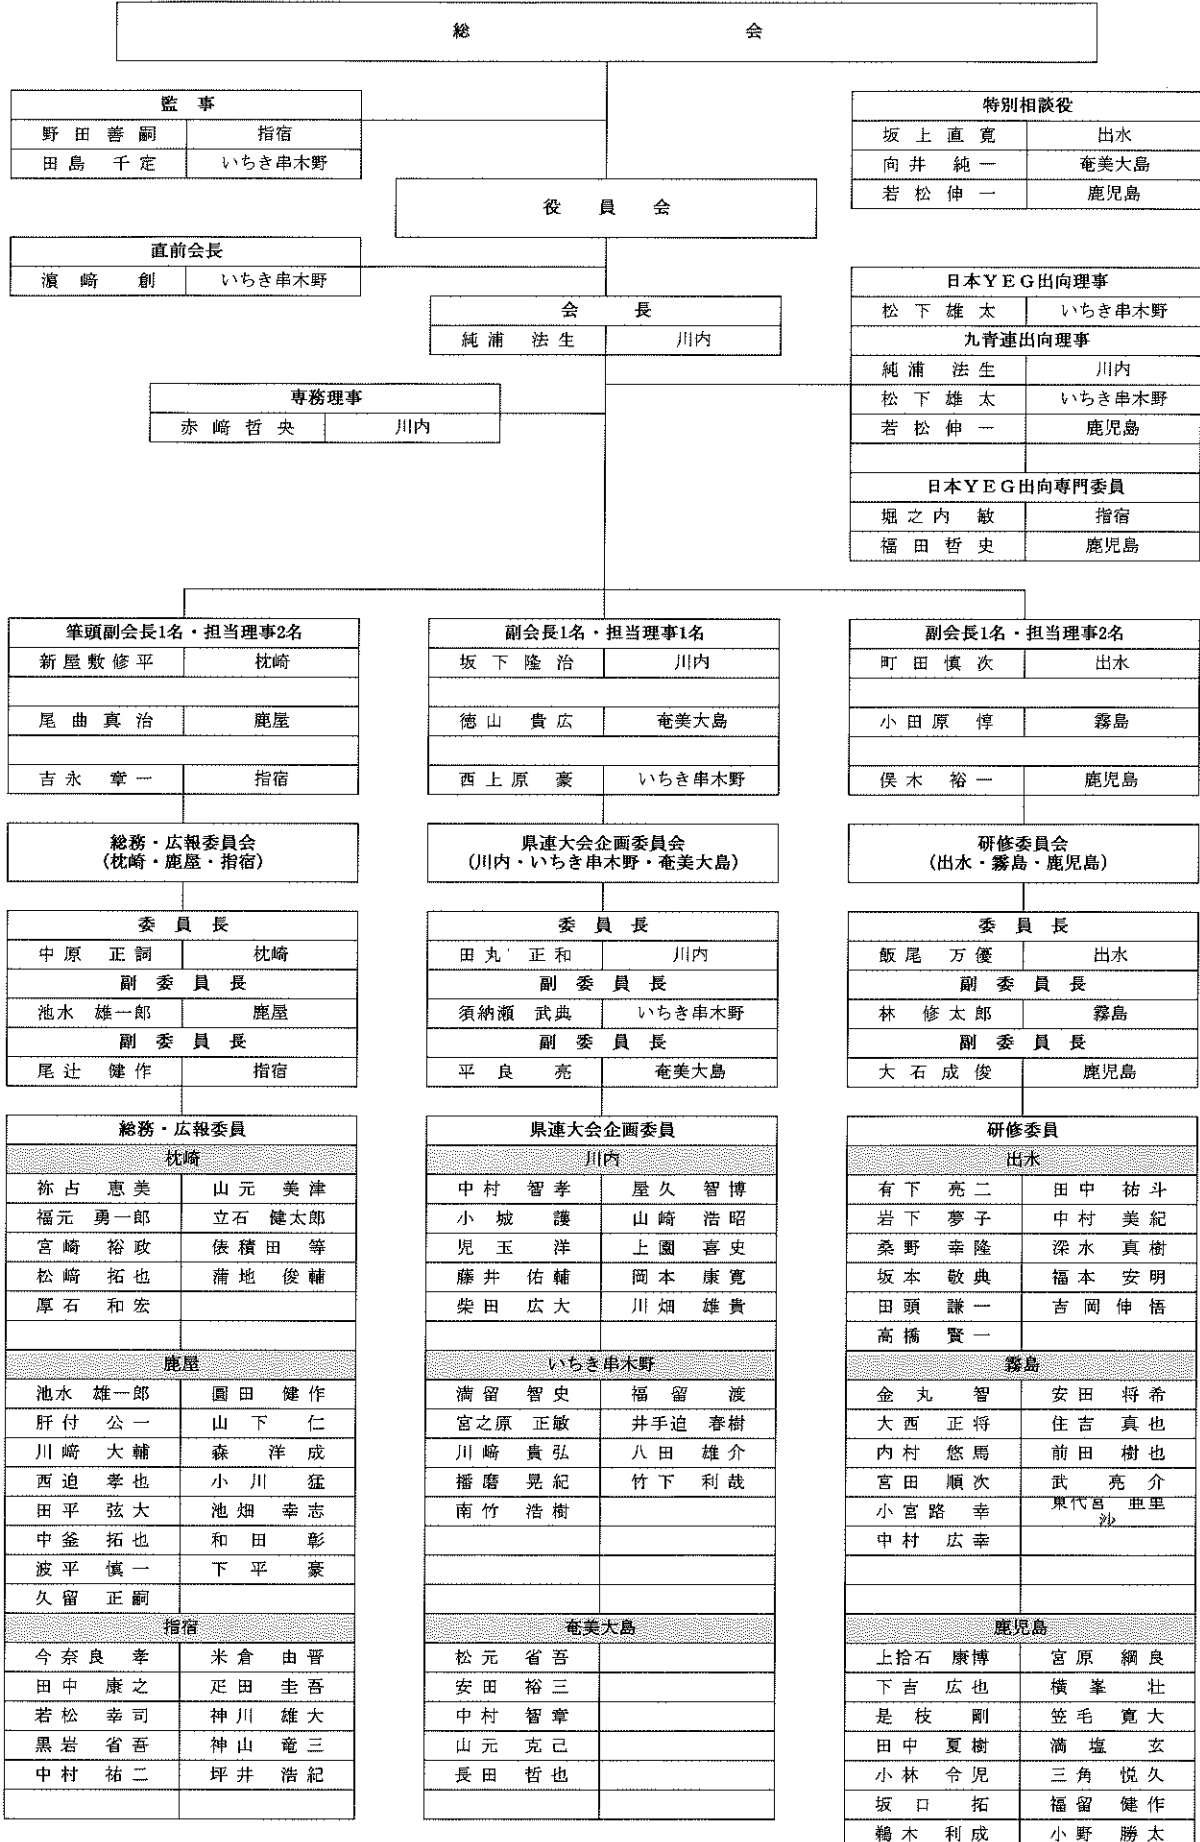 総　会
監　事
野田善嗣　指宿
田島千定　いちき串木野
特別相談役
坂上直寛　出水
向井純一　奄美大島
若松伸一　鹿児島
役　員　会
直前会長
濵﨑創　いちき串木野
会　長
純浦法生　川内
日本ＹＥＧ出向理事
松下雄太　いちき串木野
九青連出向理事
純浦法生　川内
松下雄太　いちき串木野
若松伸一　鹿児島
専務理事
赤﨑哲央　川内
日本ＹＥＧ出向専門委員
堀之内敏　指宿
福田哲史　鹿児島
筆頭副会長1名・担当理事2名
新屋敷修平　枕崎
尾曲真治　鹿屋
吉永章一　指宿
総務・広報委員会
(枕崎・鹿屋・指宿)
委　員　長
中原正詞　枕崎
副　委　員　長
池水雄一郎　鹿屋
副　委　員　長
尾辻健作　指宿
総務・広報委員
枕崎
祢占恵美　山元美津
福元勇一郎　立石健太郎
宮崎裕政　俵積田等
松﨑拓也　蒲地俊輔
厚石和宏
鹿屋
池水雄一郎　圓田健作
肝付公一　山下仁
川﨑大輔　森洋成
西迫孝也　小川猛
田平弦大　池畑幸志
中釜拓也　和田彰
波平慎一　下平豪
久留正嗣
指宿
今奈良孝　米倉由晋
田中康之　疋田圭吾
若松幸司　神川雄大
黒岩省吾　神山竜三
中村祐二　坪井浩紀
副会長1名・担当理事1名
坂下隆治　川内
徳山貴広　奄美大島
西上原豪　いちき串木野
県連大会企画委員会
(川内・いちき串木野・奄美大島)
委　員　長
田丸正和　川内
副　委　員　長
須納瀬武典　いちき串木野
副　委　員　長
平良亮　奄美大島
県連大会企画委員
川内
中村智孝　屋久智博
小城護　山崎浩昭
児玉洋　上園喜史
藤井佑輔　岡本康寛
柴田広大　川畑雄貴
いちき串木野
満留智史　福留渡
宮之原正敏　井手迫春樹
川﨑貴弘　八田雄介
播磨晃紀　竹下利哉
南竹浩樹
奄美大島
松元省吾
安田裕三
中村智章
山元克己
長田哲也
副会長1名・担当理事2名
町田慎次　出水
小田原惇　霧島
俣木裕一　鹿児島
研修委員会
(出水・霧島・鹿児島)
委　員　長
飯尾万優　出水
副　委　員　長
林修太郎　霧島
副　委　員　長
大石成俊　鹿児島
研修委員
出水
有下亮二　田中祐斗
岩下夢子　中村美紀
桑野幸隆　深水真樹
坂本敬典　福本安明
田頭謙一　吉岡伸悟
高橋賢一
霧島
金丸智　安田将希
大西正将　住吉真也
内村悠馬　前田樹也
宮田順次　武亮介
小宮路幸　東代宮亜里沙
中村広幸
鹿児島
上拾石康博　宮原綱良
下吉広也　横峯壮
是枝剛　笠毛寛大
田中夏樹　満塩玄
小林令児　三角悦久
坂口拓　福留健作
鵜木利成　小野勝太